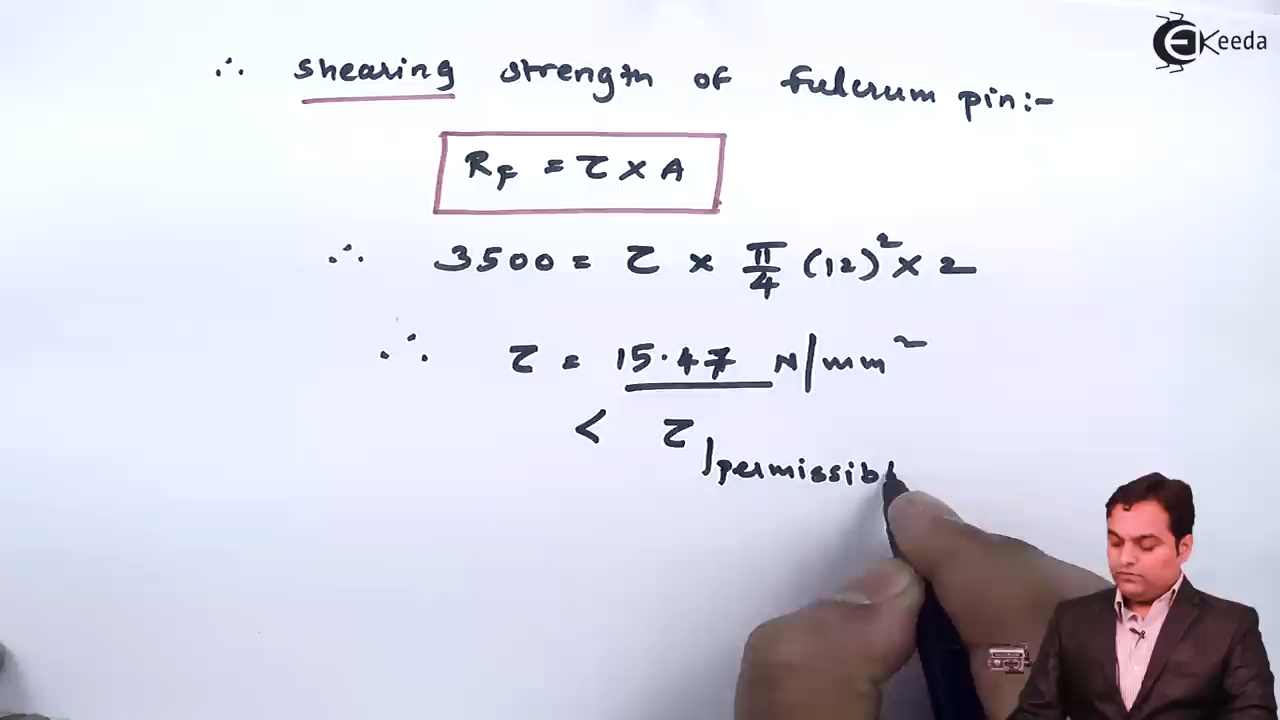 EKeeda
∴ shearing strength of fulcrum pin:-
R_F = τ × A
∴ 3500 = τ × π/4 (12)² × 2
∴ τ = 15.47 N/mm²
< τ |permissib